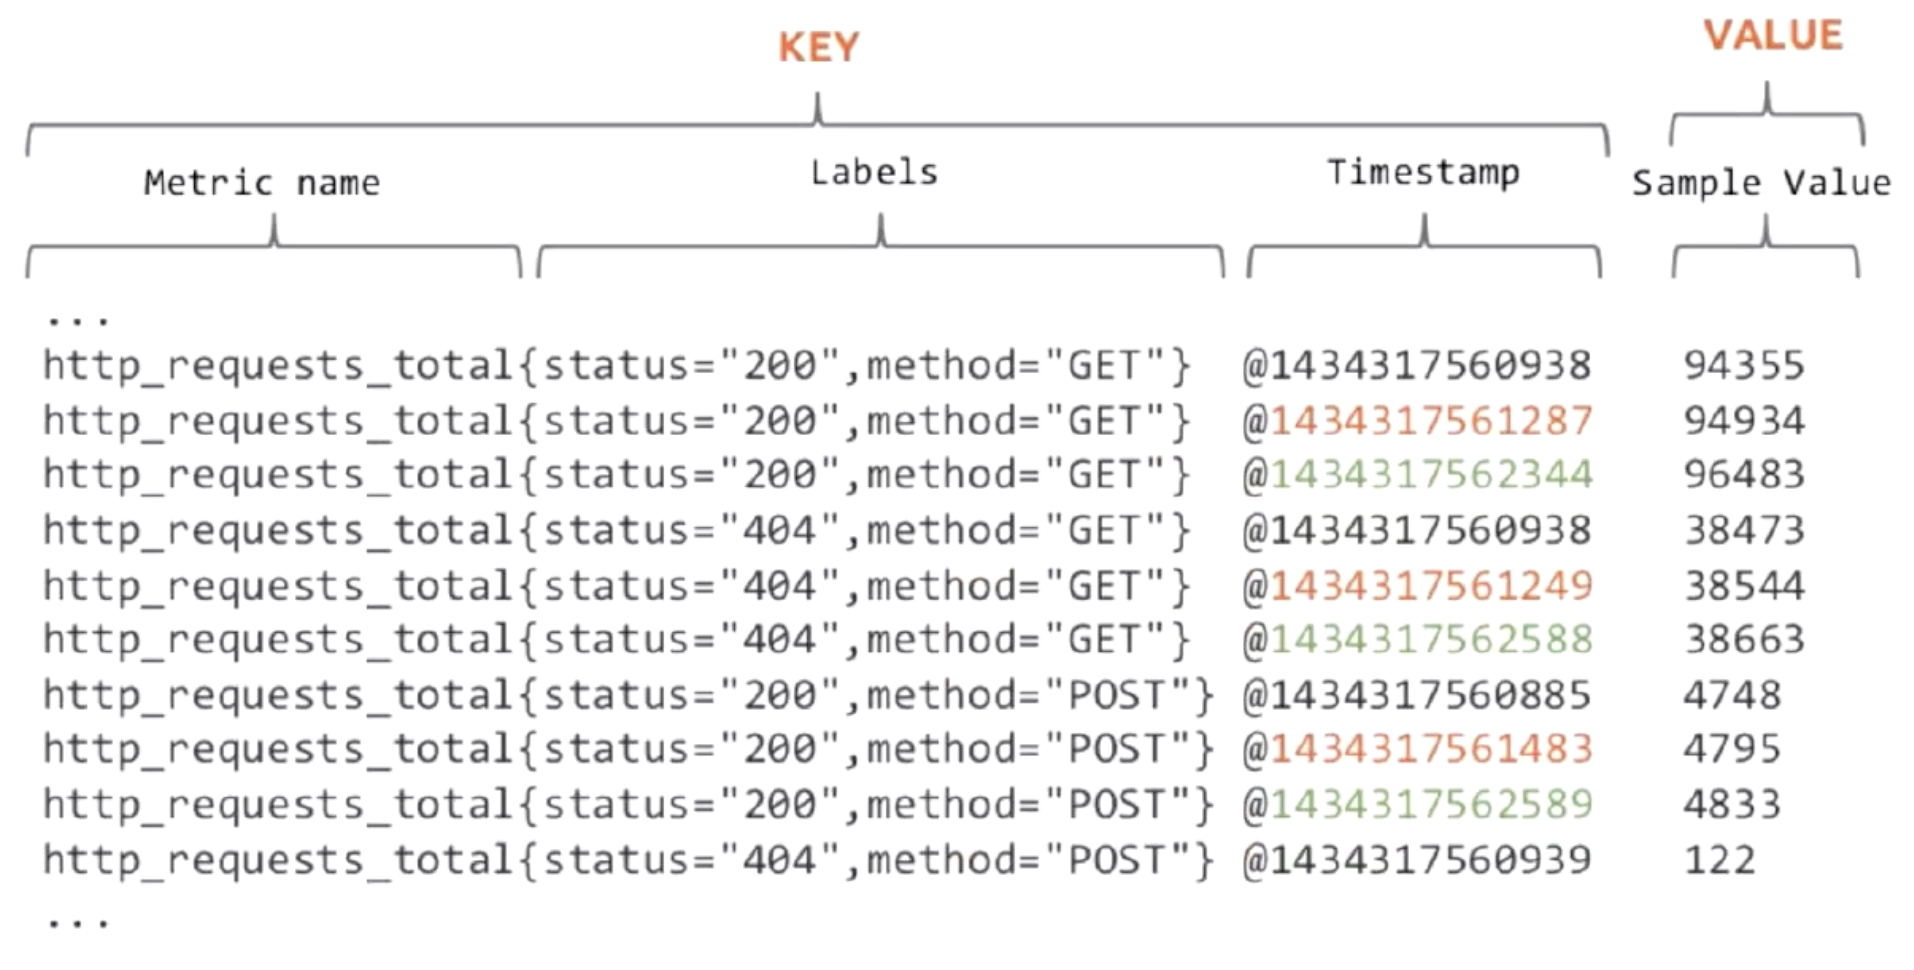 KEY VALUE
Metric name Labels Timestamp Sample Value
...
http_requests_total{status="200",method="GET"} @1434317560938 94355
http_requests_total{status="200",method="GET"} @1434317561287 94934
http_requests_total{status="200",method="GET"} @1434317562344 96483
http_requests_total{status="404",method="GET"} @1434317560938 38473
http_requests_total{status="404",method="GET"} @1434317561249 38544
http_requests_total{status="404",method="GET"} @1434317562588 38663
http_requests_total{status="200",method="POST"} @1434317560885 4748
http_requests_total{status="200",method="POST"} @1434317561483 4795
http_requests_total{status="200",method="POST"} @1434317562589 4833
http_requests_total{status="404",method="POST"} @1434317560939 122
...